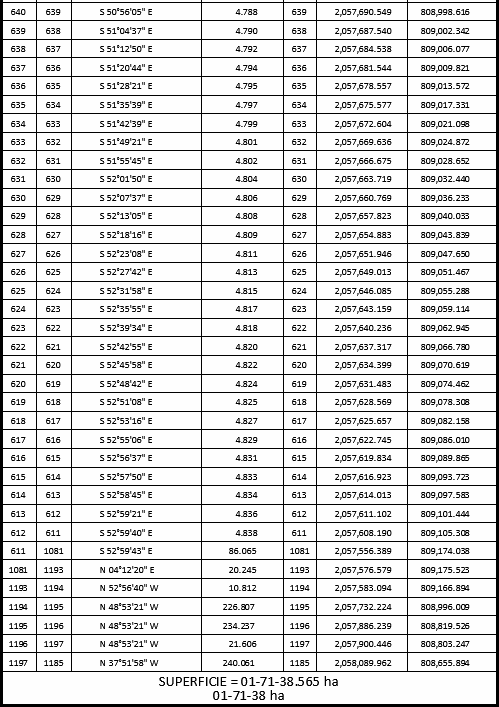 640 639 S 50°56'05" E 4.788 639 2,057,690.549 808,998.616
639 638 S 51°04'37" E 4.790 638 2,057,687.540 809,002.342
638 637 S 51°12'50" E 4.792 637 2,057,684.538 809,006.077
637 636 S 51°20'44" E 4.794 636 2,057,681.544 809,009.821
636 635 S 51°28'21" E 4.795 635 2,057,678.557 809,013.572
635 634 S 51°35'39" E 4.797 634 2,057,675.577 809,017.331
634 633 S 51°42'39" E 4.799 633 2,057,672.604 809,021.098
633 632 S 51°49'21" E 4.801 632 2,057,669.636 809,024.872
632 631 S 51°55'45" E 4.802 631 2,057,666.675 809,028.652
631 630 S 52°01'50" E 4.804 630 2,057,663.719 809,032.440
630 629 S 52°07'37" E 4.806 629 2,057,660.769 809,036.233
629 628 S 52°13'05" E 4.808 628 2,057,657.823 809,040.033
628 627 S 52°18'16" E 4.809 627 2,057,654.883 809,043.839
627 626 S 52°23'08" E 4.811 626 2,057,651.946 809,047.650
626 625 S 52°27'42" E 4.813 625 2,057,649.013 809,051.467
625 624 S 52°31'58" E 4.815 624 2,057,646.085 809,055.288
624 623 S 52°35'55" E 4.817 623 2,057,643.159 809,059.114
623 622 S 52°39'34" E 4.818 622 2,057,640.236 809,062.945
622 621 S 52°42'55" E 4.820 621 2,057,637.317 809,066.780
621 620 S 52°45'58" E 4.822 620 2,057,634.399 809,070.619
620 619 S 52°48'42" E 4.824 619 2,057,631.483 809,074.462
619 618 S 52°51'08" E 4.825 618 2,057,628.569 809,078.308
618 617 S 52°53'16" E 4.827 617 2,057,625.657 809,082.158
617 616 S 52°55'06" E 4.829 616 2,057,622.745 809,086.010
616 615 S 52°56'37" E 4.831 615 2,057,619.834 809,089.865
615 614 S 52°57'50" E 4.833 614 2,057,616.923 809,093.723
614 613 S 52°58'45" E 4.834 613 2,057,614.013 809,097.583
613 612 S 52°59'21" E 4.836 612 2,057,611.102 809,101.444
612 611 S 52°59'40" E 4.838 611 2,057,608.190 809,105.308
611 1081 S 52°59'43" E 86.065 1081 2,057,556.389 809,174.038
1081 1193 N 04°12'20" E 20.245 1193 2,057,576.579 809,175.523
1193 1194 N 52°56'40" W 10.812 1194 2,057,583.094 809,166.894
1194 1195 N 48°53'21" W 226.807 1195 2,057,732.224 808,996.009
1195 1196 N 48°53'21" W 234.237 1196 2,057,886.239 808,819.526
1196 1197 N 48°53'21" W 21.606 1197 2,057,900.446 808,803.247
1197 1185 N 37°51'58" W 240.061 1185 2,058,089.962 808,655.894
SUPERFICIE = 01-71-38.565 ha
01-71-38 ha